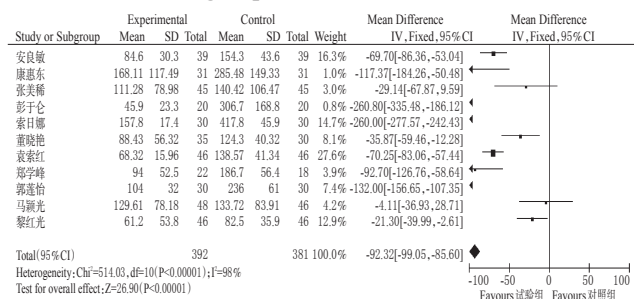 Experimental Control Mean Difference Mean Difference
Study or Subgroup Mean SD Total Mean SD Total Weight IV, Fixed, 95%CI IV, Fixed, 95%CI
安良敏 84.6 30.3 39 154.3 43.6 39 16.3% -69.70[-86.36, -53.04]
康惠东 168.11 117.49 31 285.48 149.33 31 1.0% -117.37(-184.26, -50.48]
张美稀 111.28 78.98 45 140.42 106.47 45 3.0% -29.14(-67.87, 9.59]
彭于仑 45.9 23.3 20 306.7 168.8 20 0.8% -260.80(-335.48, -186.12]
索日娜 157.8 17.4 30 417.8 45.9 30 14.7% -260.00(-277.57, -242.43]
董晓艳 88.43 56.32 35 124.3 40.32 30 8.1% -35.87(-59.46, -12.28]
袁索红 68.32 15.96 46 138.57 41.34 46 27.6% -70.25(-83.06, -57.44]
郑学峰 94 52.5 22 186.7 56.4 18 3.9% -92.70(-126.76, -58.64]
郭莲怡 104 32 30 236 61 30 7.4% -132.00(-156.65, -107.35]
马颖光 129.61 78.18 48 133.72 83.91 46 4.2% -4.11(-36.93, 28.71]
黎红光 61.2 53.8 46 82.5 35.9 46 12.9% -21.30(-39.99, -2.61]
Total(95%CI) 392 381 100.0% -92.32(-99.05, -85.60]
Heterogeneity: Chi²=514.03, df=10(P<0.00001); I²=98%
Test for overall effect: Z=26.90(P<0.00001)
-100 -50 0 50 100
Favours 试验组 Favours 对照组